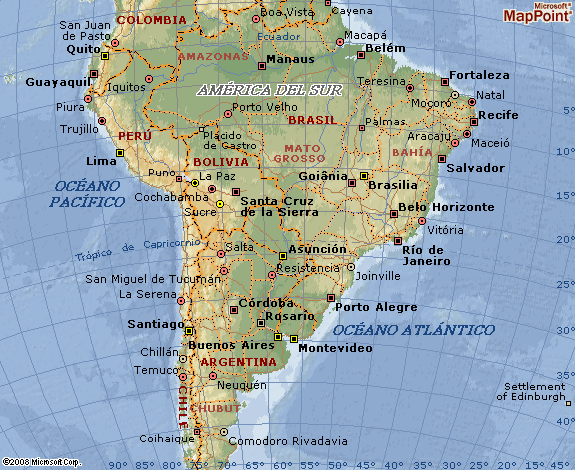 Microsoft®
MapPoint®
COLOMBIA
Boa Vista
Cayena
San Juan
de Pasto
Ecuador
Macapá
Quito
AMAZONAS
Belém
Manaus
Guayaquil
Iquitos
AMÉRICA DEL SUR
Teresina
Fortaleza
Mocoró
Natal
Piura
Porto Velho
Trujillo
PERÚ
BRASIL
Palmas
Recife
Plácido
de Castro
Aracaju
Maceió
Lima
MATO
GROSSO
BAHÍA
BOLIVIA
Salvador
Puno
La Paz
Goiânia
Brasilia
OCÉANO
PACÍFICO
Cochabamba
Santa Cruz
de la Sierra
Sucre
Belo Horizonte
Vitória
Trópico de Capricornio
Salta
Asunción
Río de
Janeiro
San Miguel de Tucumán
Resistencia
Joinville
La Serena
Córdoba
Porto Alegre
Rosario
Santiago
OCÉANO ATLÁNTICO
Buenos Aires
Montevideo
Chillán
ARGENTINA
Temuco
Neuquén
CHILE
CHUBUT
Settlement
of Edinburgh
Coihaique
Comodoro Rivadavia
5°
0°
5°
10°
15°
20°
25°
30°
35°
40°
©2008 Microsoft Corp.
90° 85° 80° 75° 70° 65° 60° 55° 50° 45° 40° 35° 30° 25° 20° 15°